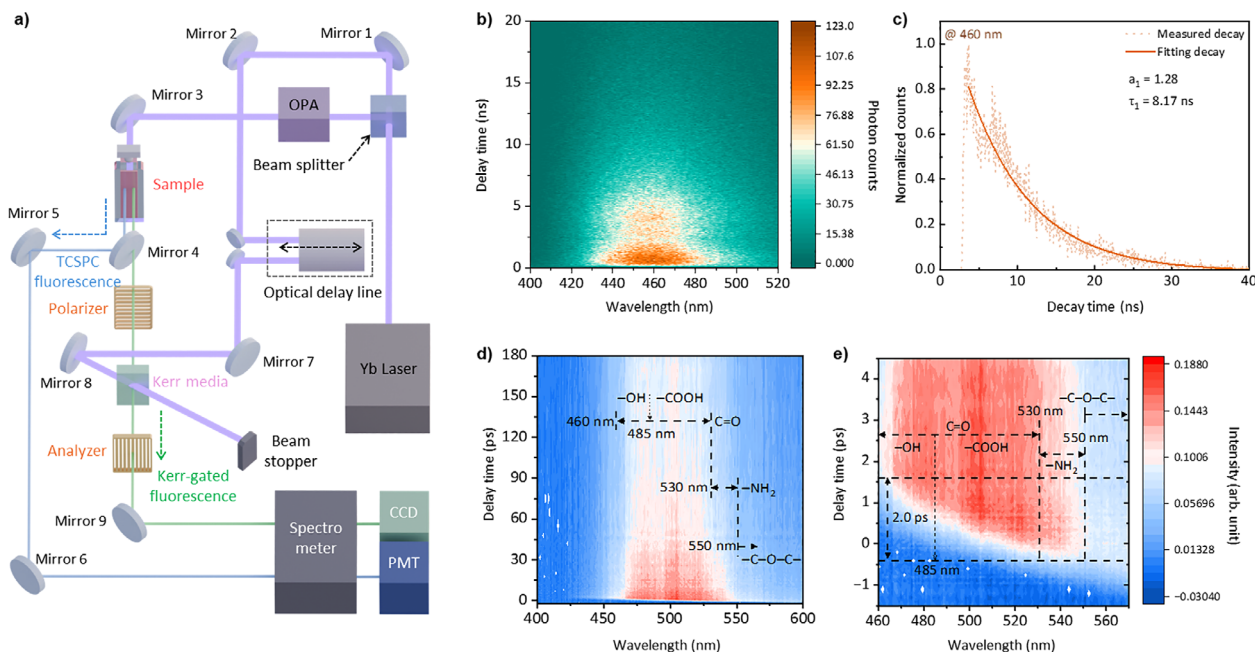 a)
Mirror 2
Mirror 1
Mirror 3
OPA
Beam splitter
Sample
Mirror 5
Mirror 4
TCSPC
fluorescence
Optical delay line
Polarizer
Mirror 7
Mirror 8
Kerr media
Yb Laser
Analyzer
Beam
stopper
Kerr-gated
fluorescence
Mirror 9
Spectro
meter
CCD
PMT
Mirror 6
b)
Delay time (ns)
20
15
10
5
0
400
420
440
460
480
500
520
Wavelength (nm)
123.0
107.6
92.25
76.88
61.50
46.13
30.75
15.38
0.000
Photon counts
c)
@ 460 nm
Measured decay
Fitting decay
a₁ = 1.28
τ₁ = 8.17 ns
Normalized counts
1.0
0.8
0.6
0.4
0.2
0.0
0
10
20
30
40
Decay time (ns)
d)
Delay time (ps)
180
155
130
105
80
55
30
0
–OH
–COOH
460 nm
C=O
485 nm
530 nm
–NH₂
550 nm
–C–O–C–
400
450
500
550
600
Wavelength (nm)
e)
Delay time (ps)
4
3
2
1
0
−1
–C–O–C–
530 nm
C=O
550 nm
–OH
–COOH
–NH₂
2.0 ps
485 nm
460
480
500
520
540
560
Wavelength (nm)
0.1880
0.1443
0.1006
0.05696
0.01328
−0.03040
Intensity (arb. unit)